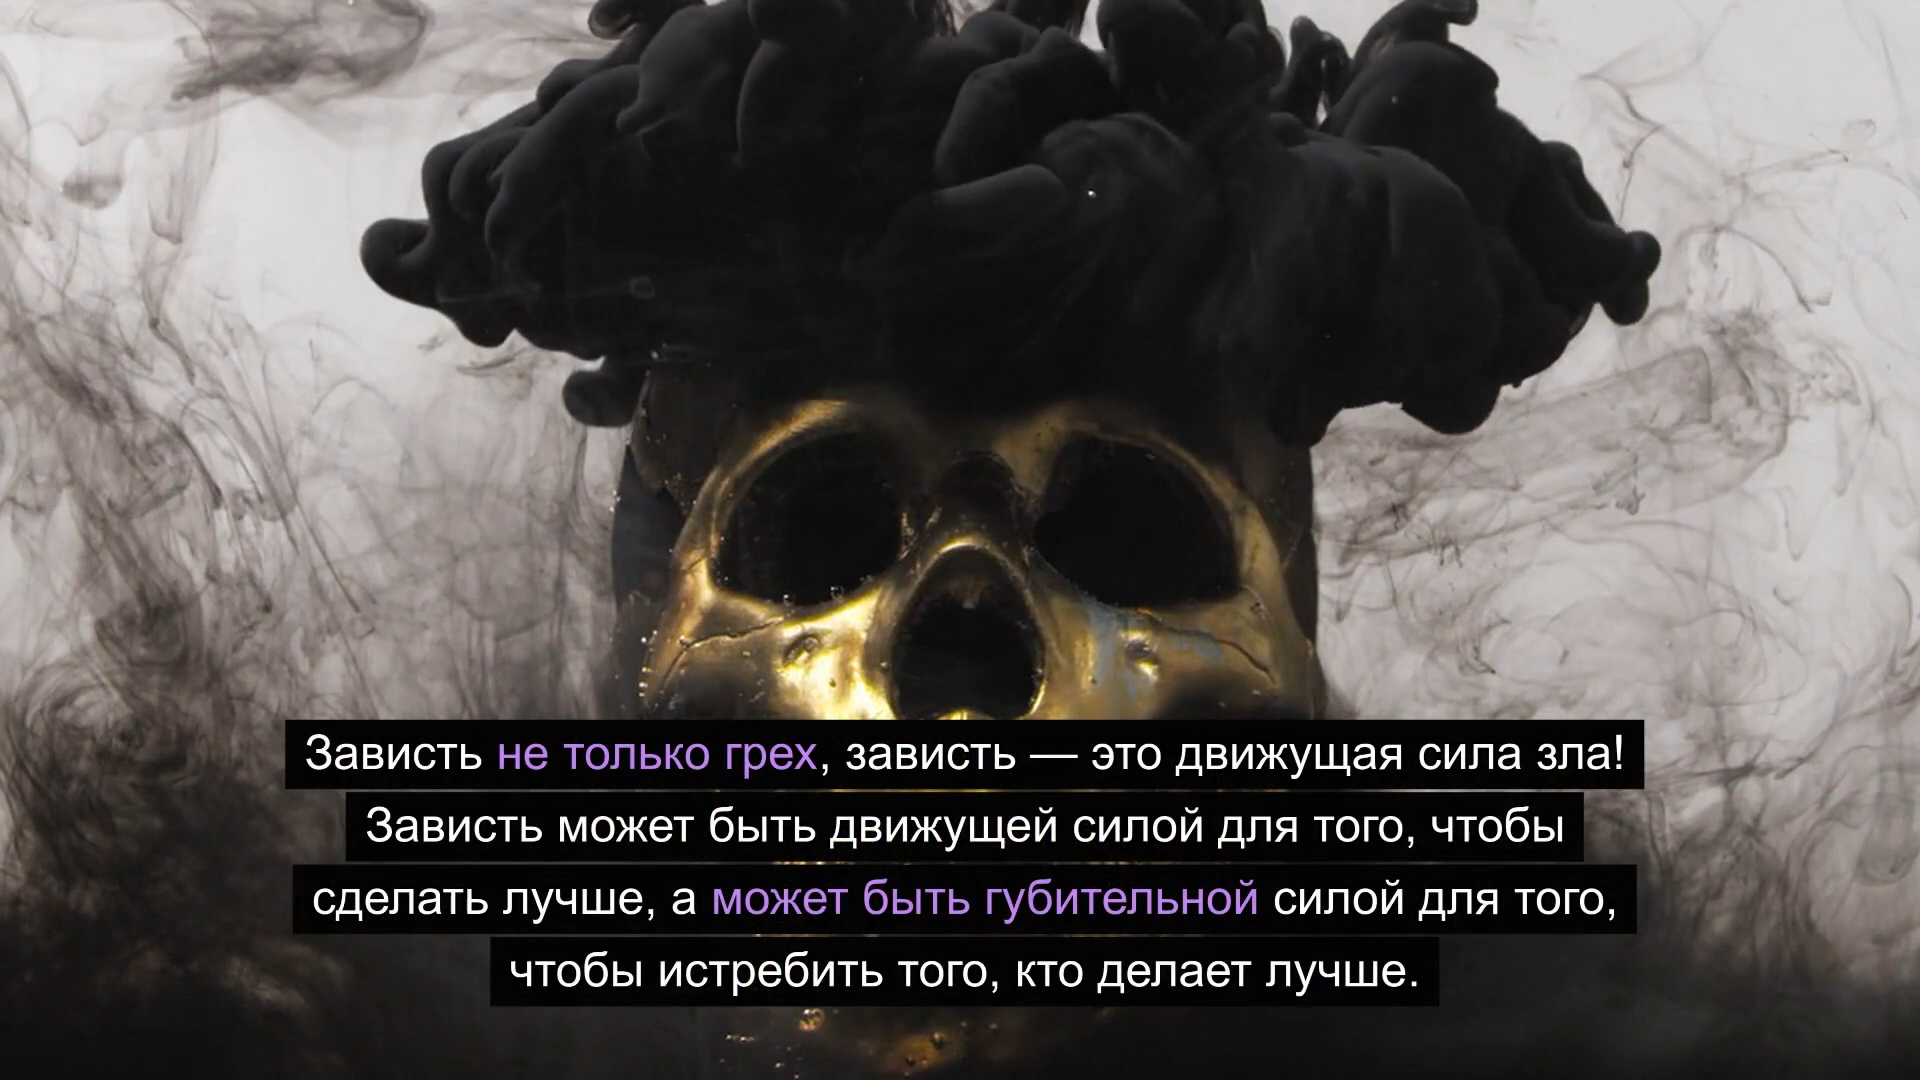 Зависть не только грех, зависть — это движущая сила зла!
Зависть может быть движущей силой для того, чтобы
сделать лучше, а может быть губительной силой для того,
чтобы истребить того, кто делает лучше.